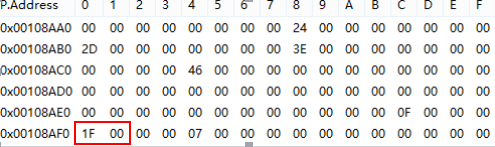 P.Address 0 1 2 3 4 5 6 7 8 9 A B C D E F
0x00108AA0 00 00 00 00 00 00 00 00 24 00 00 00 00 00 00 00
0x00108AB0 2D 00 00 00 00 00 00 00 3E 00 00 00 00 00 00 00
0x00108AC0 00 00 00 00 46 00 00 00 00 00 00 00 00 00 00 00
0x00108AD0 00 00 00 00 00 00 00 00 00 00 00 00 00 00 00 00
0x00108AE0 00 00 00 00 00 00 00 00 00 00 00 00 0F 00 00 00
0x00108AF0 1F 00 00 00 07 00 00 00 00 00 00 00 00 00 00 00